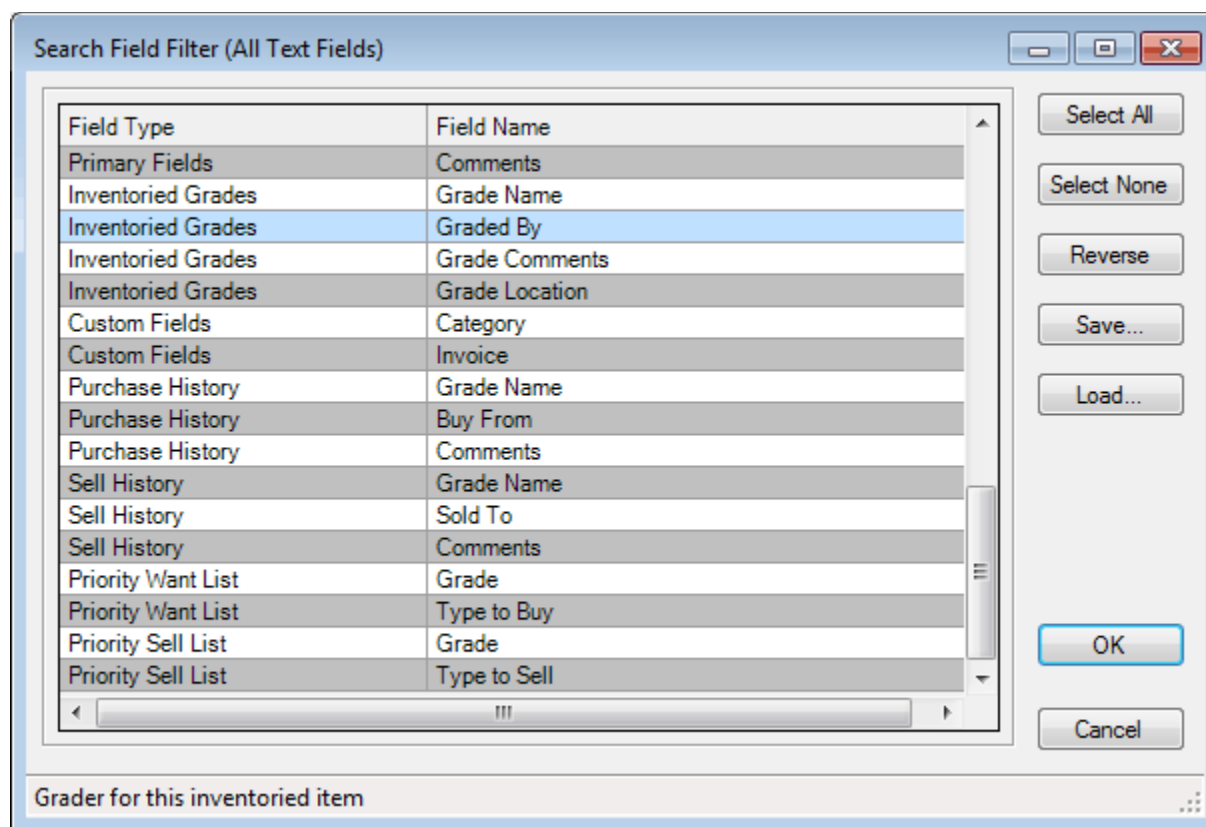 Search Field Filter (All Text Fields)
Field Type Field Name
Primary Fields Comments
Inventoried Grades Grade Name
Inventoried Grades Graded By
Inventoried Grades Grade Comments
Inventoried Grades Grade Location
Custom Fields Category
Custom Fields Invoice
Purchase History Grade Name
Purchase History Buy From
Purchase History Comments
Sell History Grade Name
Sell History Sold To
Sell History Comments
Priority Want List Grade
Priority Want List Type to Buy
Priority Sell List Grade
Priority Sell List Type to Sell
Select All
Select None
Reverse
Save...
Load...
OK
Cancel
Grader for this inventoried item